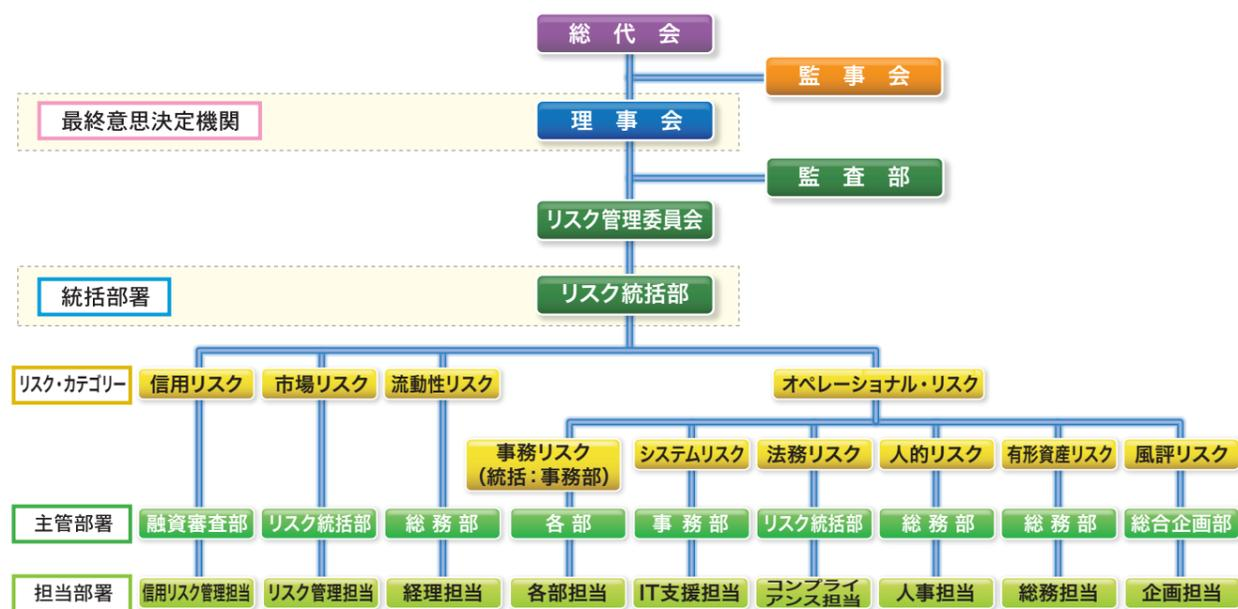 総代会
監事会
最終意思決定機関
理事会
監査部
リスク管理委員会
統括部署
リスク統括部
リスク・カテゴリー
信用リスク
市場リスク
流動性リスク
オペレーショナル・リスク
事務リスク
(統括:事務部)
システムリスク
法務リスク
人的リスク
有形資産リスク
風評リスク
主管部署
融資審査部
リスク統括部
総務部
各部
事務部
リスク統括部
総務部
総務部
総合企画部
担当部署
信用リスク管理担当
リスク管理担当
経理担当
各部担当
IT支援担当
コンプライ
アンス担当
人事担当
総務担当
企画担当